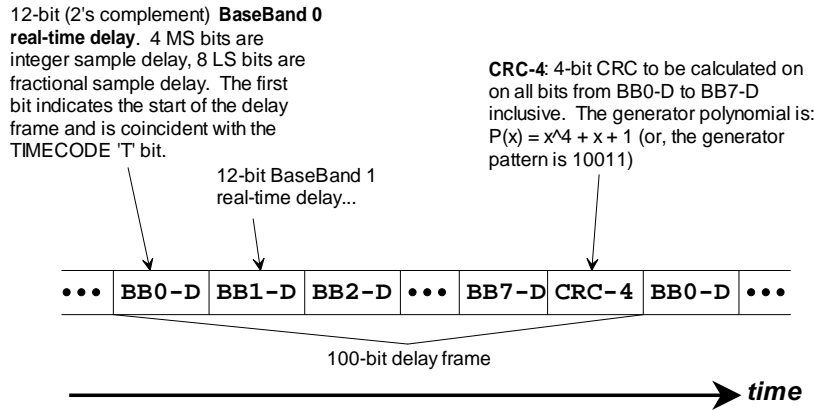 12-bit (2's complement) BaseBand 0
real-time delay. 4 MS bits are
integer sample delay, 8 LS bits are
fractional sample delay. The first
bit indicates the start of the delay
frame and is coincident with the
TIMECODE 'T' bit.
12-bit BaseBand 1
real-time delay...
CRC-4: 4-bit CRC to be calculated on
on all bits from BB0-D to BB7-D
inclusive. The generator polynomial is:
P(x) = x^4 + x + 1 (or, the generator
pattern is 10011)
••• BB0-D BB1-D BB2-D ••• BB7-D CRC-4 BB0-D •••
100-bit delay frame
time